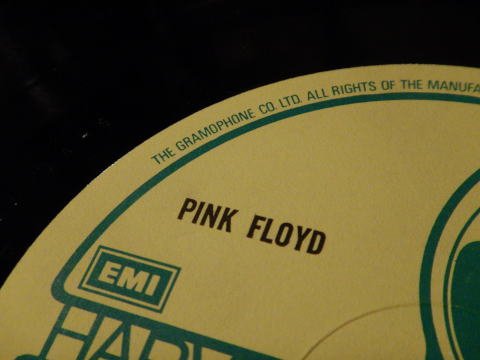 THE GRAMOPHONE CO. LTD. ALL RIGHTS OF THE MANUFA
PINK FLOYD
EMI